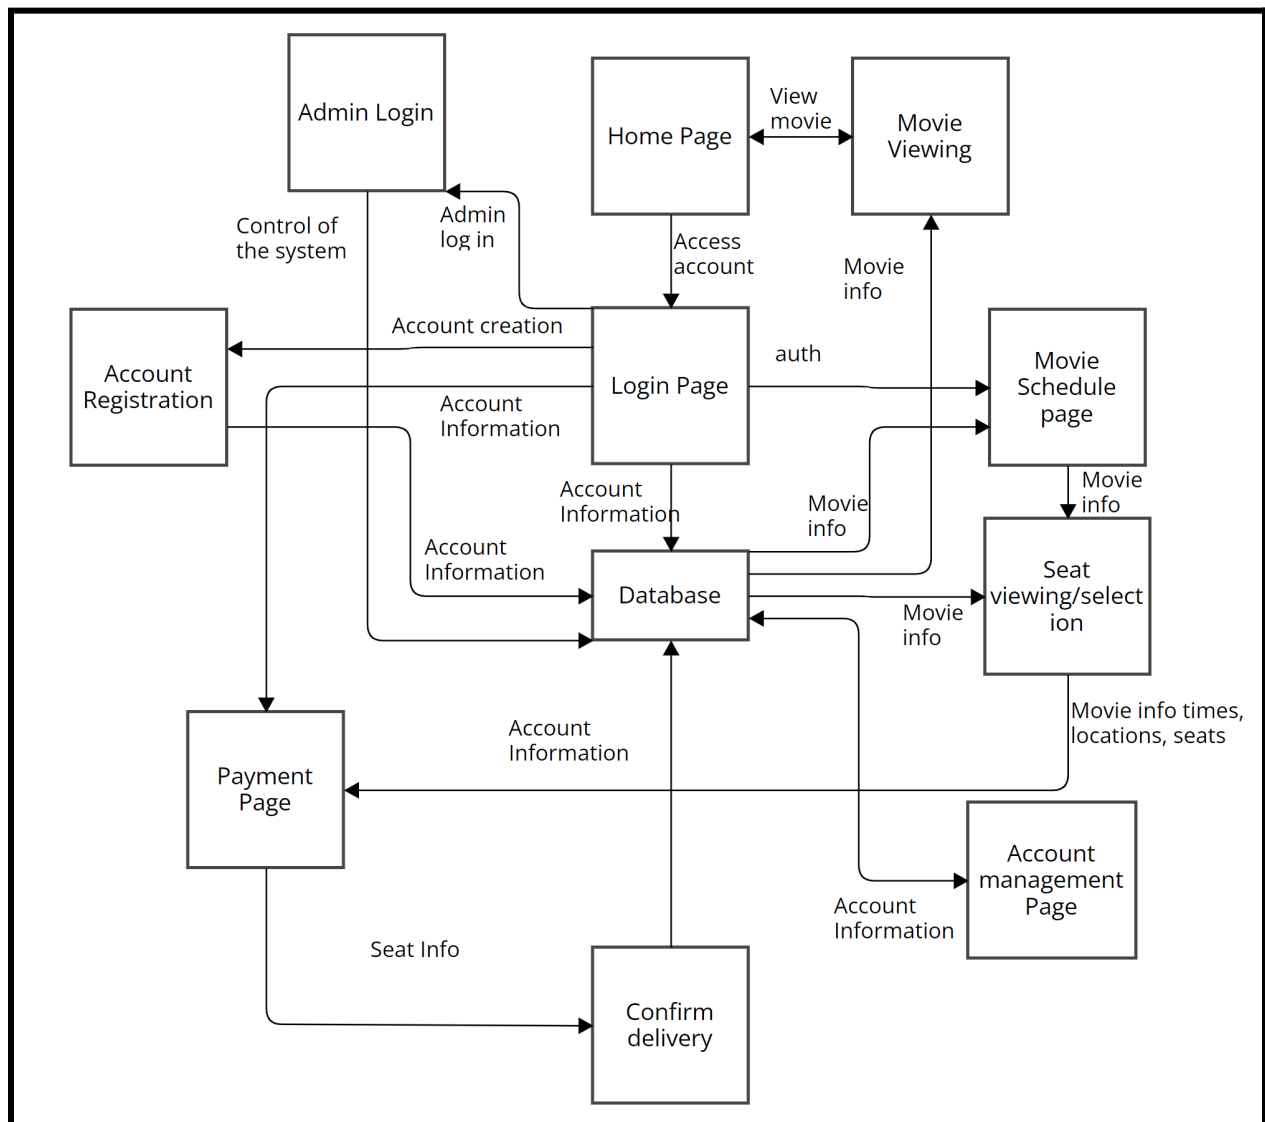 Admin Login
Home Page
View
movie
Movie
Viewing
Control of
the system
Admin
log in
Access
account
Movie
info
Account creation
Account
Registration
Login Page
auth
Movie
Schedule
page
Account
Information
Account
Information
Movie
info
Movie
info
Account
Information
Database
Seat
viewing/select
ion
Movie
info
Movie info times,
locations, seats
Account
Information
Payment
Page
Account
management
Page
Account
Information
Seat Info
Confirm
delivery